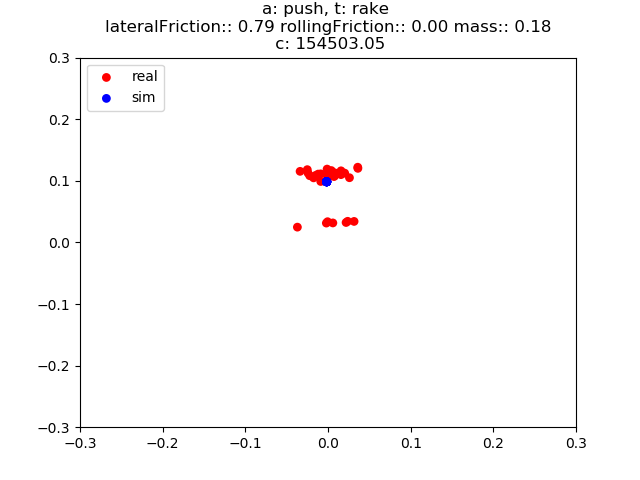 a: push, t: rake
lateralFriction:: 0.79 rollingFriction:: 0.00 mass:: 0.18
c: 154503.05
real
sim
0.3
0.2
0.1
0.0
−0.1
−0.2
−0.3
−0.3 −0.2 −0.1 0.0 0.1 0.2 0.3